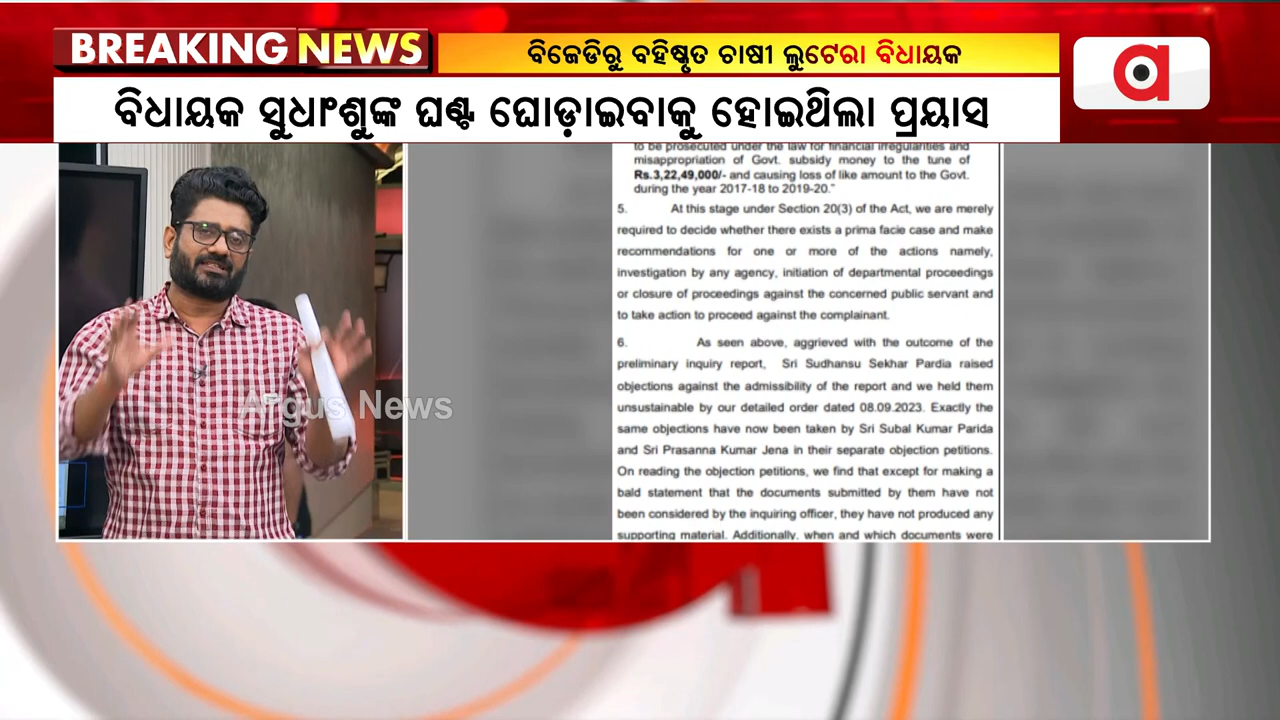 BREAKING NEWS
ବିଜେଡିରୁ ବହିଷ୍କୃତ ଚାଷୀ ଲୁଟେରା ବିଧାୟକ
a
ବିଧାୟକ ସୁଧାଂଶୁଙ୍କ ଘଣ୍ଟ ଘୋଡ଼ାଇବାକୁ ହୋଇଥିଲା ପ୍ରୟାସ
to be prosecuted under the law for financial irregularities and
misappropriation of Govt. subsidy money to the tune of
Rs.3,22,49,000/- and causing loss of like amount to the Govt.
during the year 2017-18 to 2019-20."
5. At this stage under Section 20(3) of the Act, we are merely
required to decide whether there exists a prima facie case and make
recommendations for one or more of the actions namely,
investigation by any agency, initiation of departmental proceedings
or closure of proceedings against the concerned public servant and
to take action to proceed against the complainant.
6. As seen above, aggrieved with the outcome of the
preliminary inquiry report, Sri Sudhansu Sekhar Pardia raised
objections against the admissibility of the report and we held them
unsustainable by our detailed order dated 08.09.2023. Exactly the
same objections have now been taken by Sri Subal Kumar Parida
and Sri Prasanna Kumar Jena in their separate objection petitions.
On reading the objection petitions, we find that except for making a
bald statement that the documents submitted by them have not
been considered by the inquiring officer, they have not produced any
supporting material. Additionally, when and which documents were
Argus News